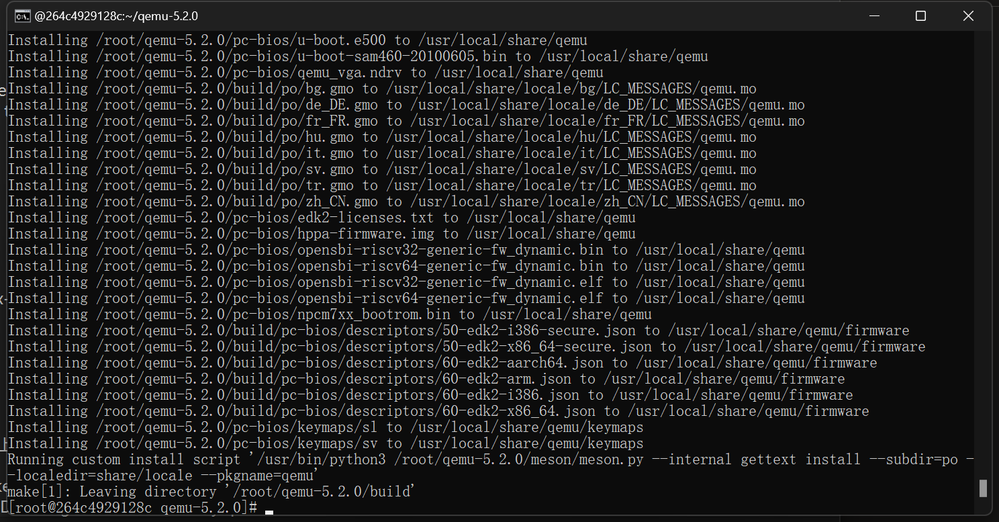 @264c4929128c:~/qemu-5.2.0
Installing /root/qemu-5.2.0/pc-bios/u-boot.e500 to /usr/local/share/qemu
Installing /root/qemu-5.2.0/pc-bios/u-boot-sam460-20100605.bin to /usr/local/share/qemu
Installing /root/qemu-5.2.0/pc-bios/qemu_vga.ndrv to /usr/local/share/qemu
Installing /root/qemu-5.2.0/build/po/bg.gmo to /usr/local/share/locale/bg/LC_MESSAGES/qemu.mo
Installing /root/qemu-5.2.0/build/po/de_DE.gmo to /usr/local/share/locale/de_DE/LC_MESSAGES/qemu.mo
Installing /root/qemu-5.2.0/build/po/fr_FR.gmo to /usr/local/share/locale/fr_FR/LC_MESSAGES/qemu.mo
Installing /root/qemu-5.2.0/build/po/hu.gmo to /usr/local/share/locale/hu/LC_MESSAGES/qemu.mo
Installing /root/qemu-5.2.0/build/po/it.gmo to /usr/local/share/locale/it/LC_MESSAGES/qemu.mo
Installing /root/qemu-5.2.0/build/po/sv.gmo to /usr/local/share/locale/sv/LC_MESSAGES/qemu.mo
Installing /root/qemu-5.2.0/build/po/tr.gmo to /usr/local/share/locale/tr/LC_MESSAGES/qemu.mo
Installing /root/qemu-5.2.0/build/po/zh_CN.gmo to /usr/local/share/locale/zh_CN/LC_MESSAGES/qemu.mo
Installing /root/qemu-5.2.0/pc-bios/edk2-licenses.txt to /usr/local/share/qemu
Installing /root/qemu-5.2.0/pc-bios/hppa-firmware.img to /usr/local/share/qemu
Installing /root/qemu-5.2.0/pc-bios/opensbi-riscv32-generic-fw_dynamic.bin to /usr/local/share/qemu
Installing /root/qemu-5.2.0/pc-bios/opensbi-riscv64-generic-fw_dynamic.bin to /usr/local/share/qemu
Installing /root/qemu-5.2.0/pc-bios/opensbi-riscv32-generic-fw_dynamic.elf to /usr/local/share/qemu
Installing /root/qemu-5.2.0/pc-bios/opensbi-riscv64-generic-fw_dynamic.elf to /usr/local/share/qemu
Installing /root/qemu-5.2.0/pc-bios/npcm7xx_bootrom.bin to /usr/local/share/qemu
Installing /root/qemu-5.2.0/build/pc-bios/descriptors/50-edk2-i386-secure.json to /usr/local/share/qemu/firmware
Installing /root/qemu-5.2.0/build/pc-bios/descriptors/50-edk2-x86_64-secure.json to /usr/local/share/qemu/firmware
Installing /root/qemu-5.2.0/build/pc-bios/descriptors/60-edk2-aarch64.json to /usr/local/share/qemu/firmware
Installing /root/qemu-5.2.0/build/pc-bios/descriptors/60-edk2-arm.json to /usr/local/share/qemu/firmware
Installing /root/qemu-5.2.0/build/pc-bios/descriptors/60-edk2-i386.json to /usr/local/share/qemu/firmware
Installing /root/qemu-5.2.0/build/pc-bios/descriptors/60-edk2-x86_64.json to /usr/local/share/qemu/firmware
Installing /root/qemu-5.2.0/pc-bios/keymaps/sl to /usr/local/share/qemu/keymaps
Installing /root/qemu-5.2.0/pc-bios/keymaps/sv to /usr/local/share/qemu/keymaps
Running custom install script '/usr/bin/python3 /root/qemu-5.2.0/meson/meson.py --internal gettext install --subdir=po -
-localedir=share/locale --pkgname=qemu'
make[1]: Leaving directory '/root/qemu-5.2.0/build'
[root@264c4929128c qemu-5.2.0]#